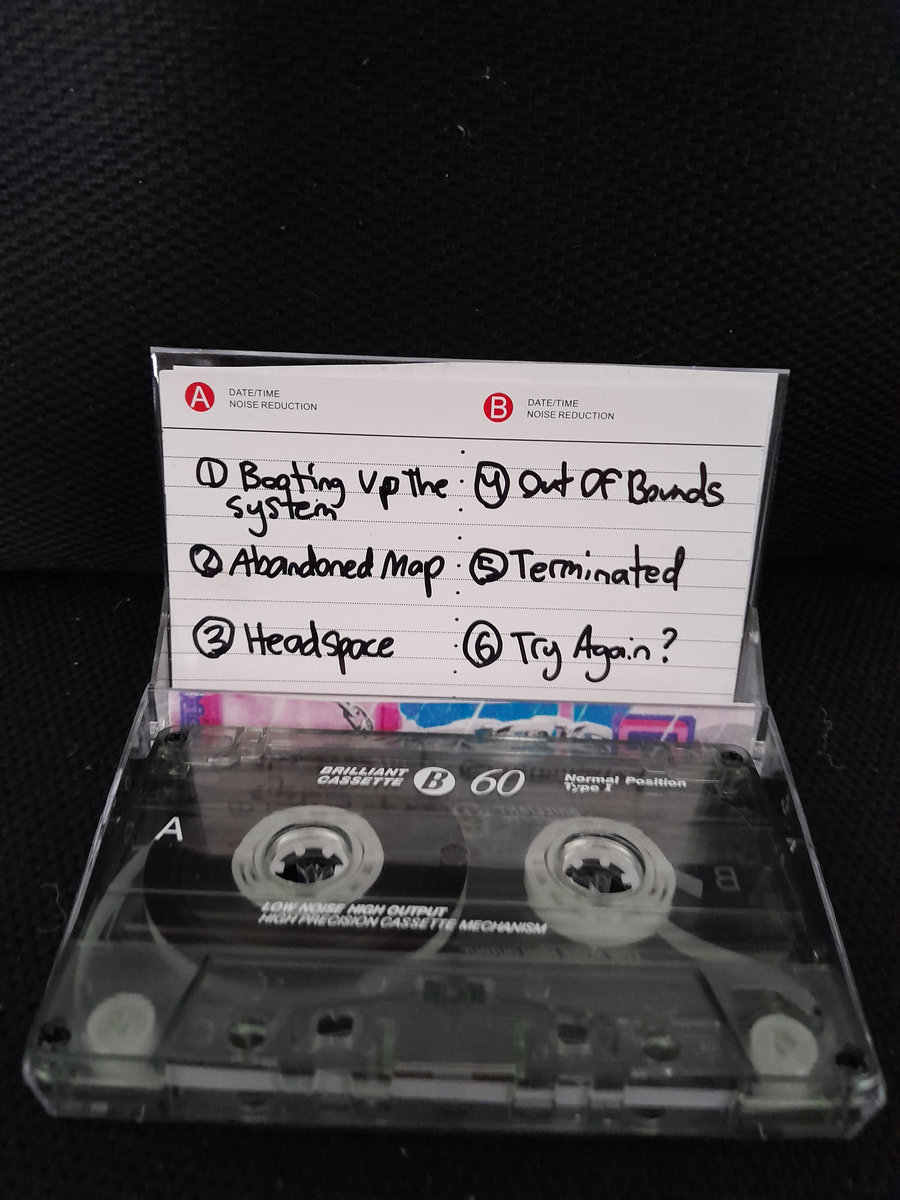 A DATE/TIME
NOISE REDUCTION
① Booting Up The
System
② Abandoned Map
③ Headspace
B DATE/TIME
NOISE REDUCTION
④ Out Of Bounds
⑤ Terminated
⑥ Try Again?
BRILLIANT
CASSETTE
B 60
Normal Position
Type I
A
B
LOW NOISE HIGH OUTPUT
HIGH PRECISION CASSETTE MECHANISM